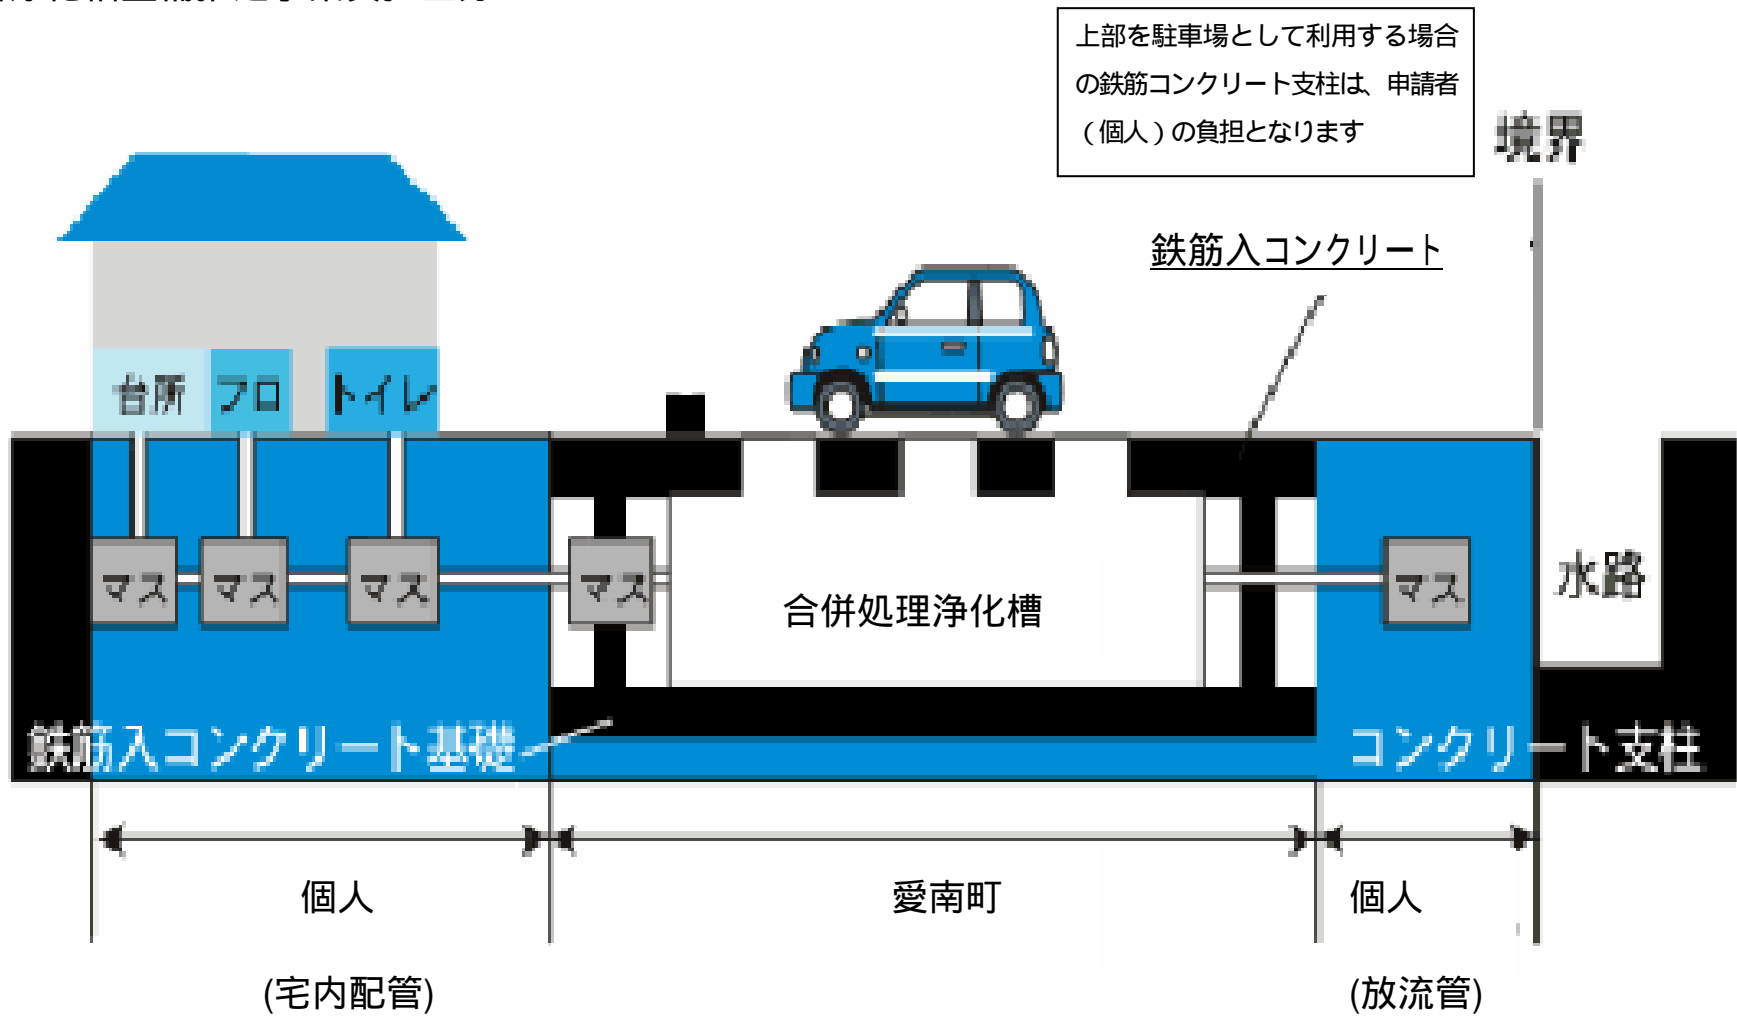 上部を駐車場として利用する場合
の鉄筋コンクリート支柱は、申請者
（個人）の負担となります
境界
鉄筋入コンクリート
台所
フロ
トイレ
マス
マス
マス
マス
合併処理浄化槽
マス
水路
鉄筋入コンクリート基礎
コンクリート支柱
個人
愛南町
個人
(宅内配管)
(放流管)